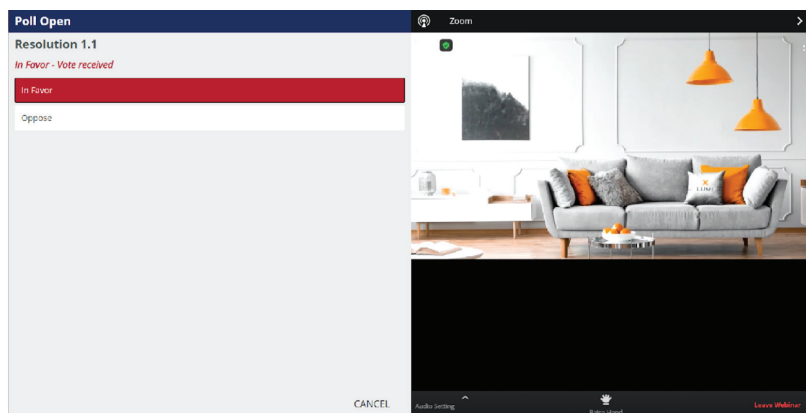 Poll Open
Resolution 1.1
In Favor - Vote received
In Favor
Oppose
CANCEL
Zoom
LUMI
Audio Setting
Raise Hand
Leave Webinar